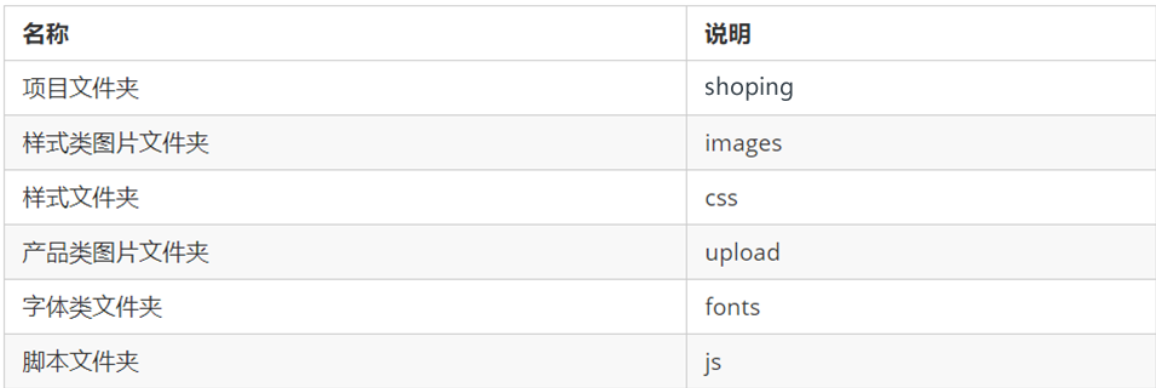 名称 说明
项目文件夹 shoping
样式类图片文件夹 images
样式文件夹 css
产品类图片文件夹 upload
字体类文件夹 fonts
脚本文件夹 js